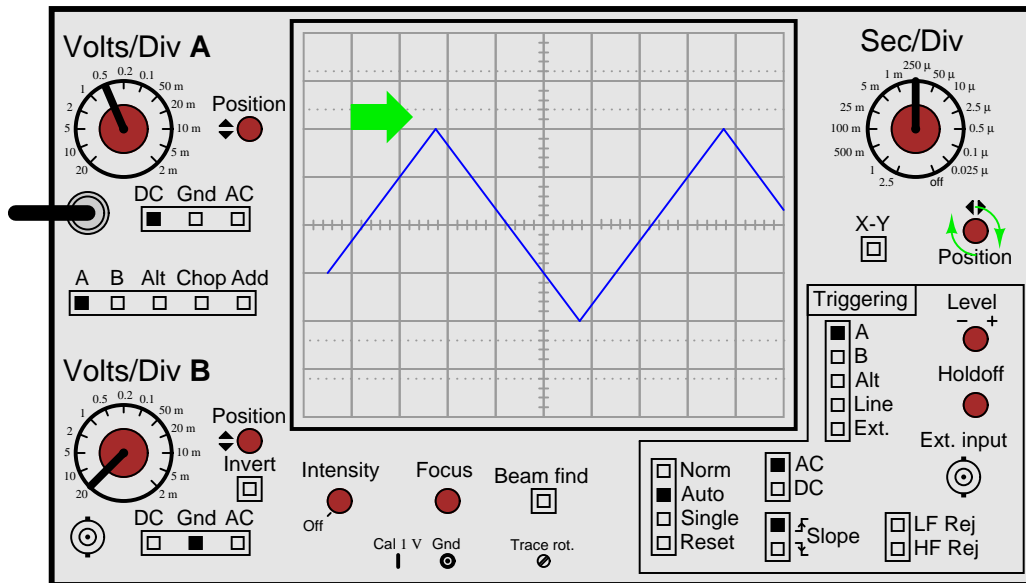 Volts/Div A
0.5 0.2 0.1
1 50 m
2 20 m
5 10 m
10 5 m
20 2 m
Position
DC Gnd AC
A B Alt Chop Add
Volts/Div B
0.5 0.2 0.1
1 50 m
2 20 m
5 10 m
10 5 m
20 2 m
Position
Invert
DC Gnd AC
Intensity
Off
Focus
Beam find
Cal 1 V Gnd Trace rot.
Sec/Div
250 µ
1 m 50 µ
5 m 10 µ
25 m 2.5 µ
100 m 0.5 µ
500 m 0.1 µ
1 0.025 µ
2.5 off
X-Y
Position
Triggering
A
B
Alt
Line
Ext.
Level
− +
Holdoff
Ext. input
Norm
Auto
Single
Reset
AC
DC
Slope
LF Rej
HF Rej